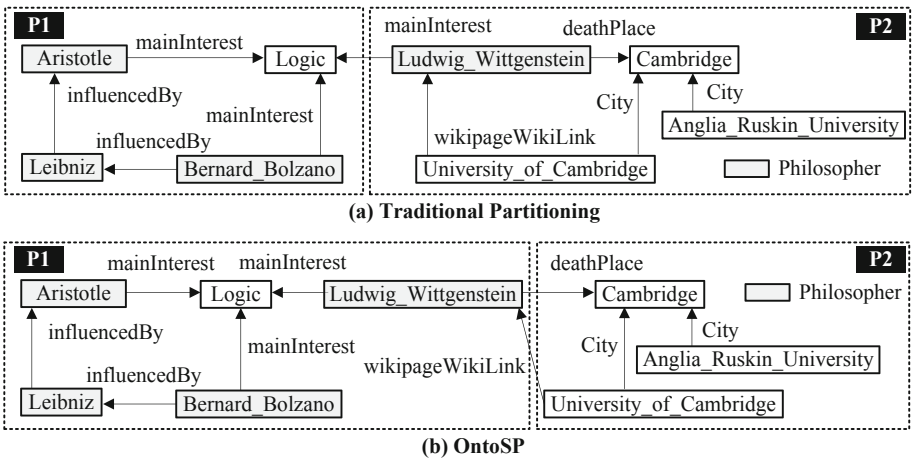 P1
mainInterest
deathPlace
P2
Aristotle
mainInterest
Logic
Ludwig_Wittgenstein
Cambridge
influencedBy
mainInterest
City
City
influencedBy
wikipageWikiLink
Anglia_Ruskin_University
Leibniz
Bernard_Bolzano
University_of_Cambridge
Philosopher
(a) Traditional Partitioning
P1
mainInterest
mainInterest
deathPlace
P2
Aristotle
Logic
Ludwig_Wittgenstein
Cambridge
Philosopher
influencedBy
mainInterest
City
City
influencedBy
wikipageWikiLink
Anglia_Ruskin_University
Leibniz
Bernard_Bolzano
University_of_Cambridge
(b) OntoSP